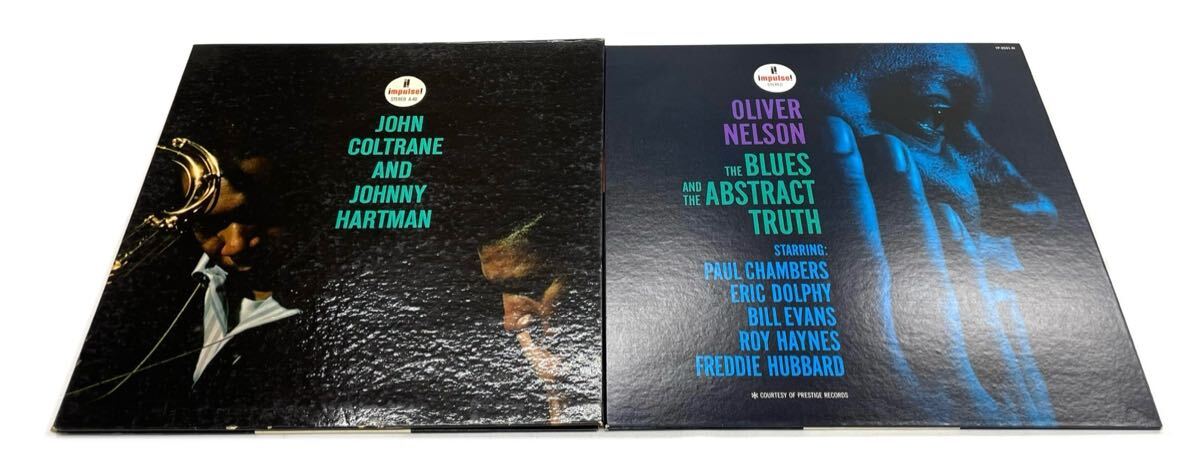 impulse!
STEREO A-40
JOHN
COLTRANE
AND
JOHNNY
HARTMAN
impulse!
STEREO
OLIVER
NELSON
THE BLUES
AND THE ABSTRACT
TRUTH
STARRING:
PAUL CHAMBERS
ERIC DOLPHY
BILL EVANS
ROY HAYNES
FREDDIE HUBBARD
✻ COURTESY OF PRESTIGE RECORDS